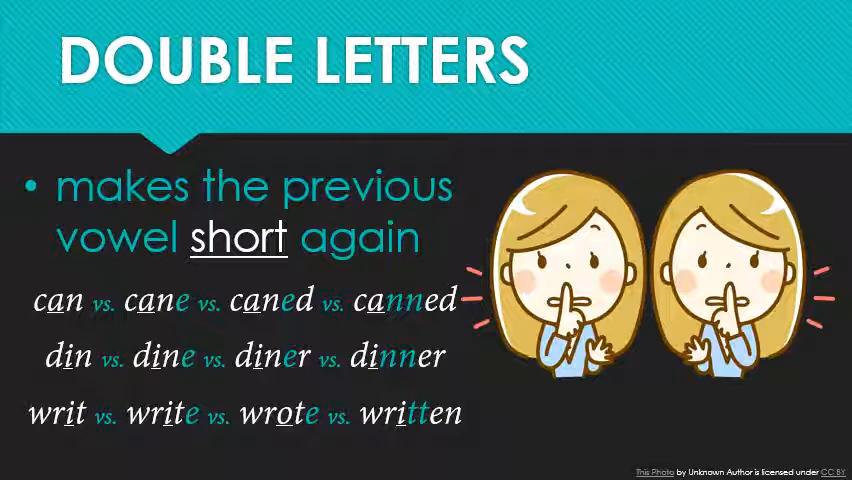 DOUBLE LETTERS
• makes the previous
vowel short again
can vs. cane vs. caned vs. canned
din vs. dine vs. diner vs. dinner
writ vs. write vs. wrote vs. written
This Photo by Unknown Author is licensed under CC BY